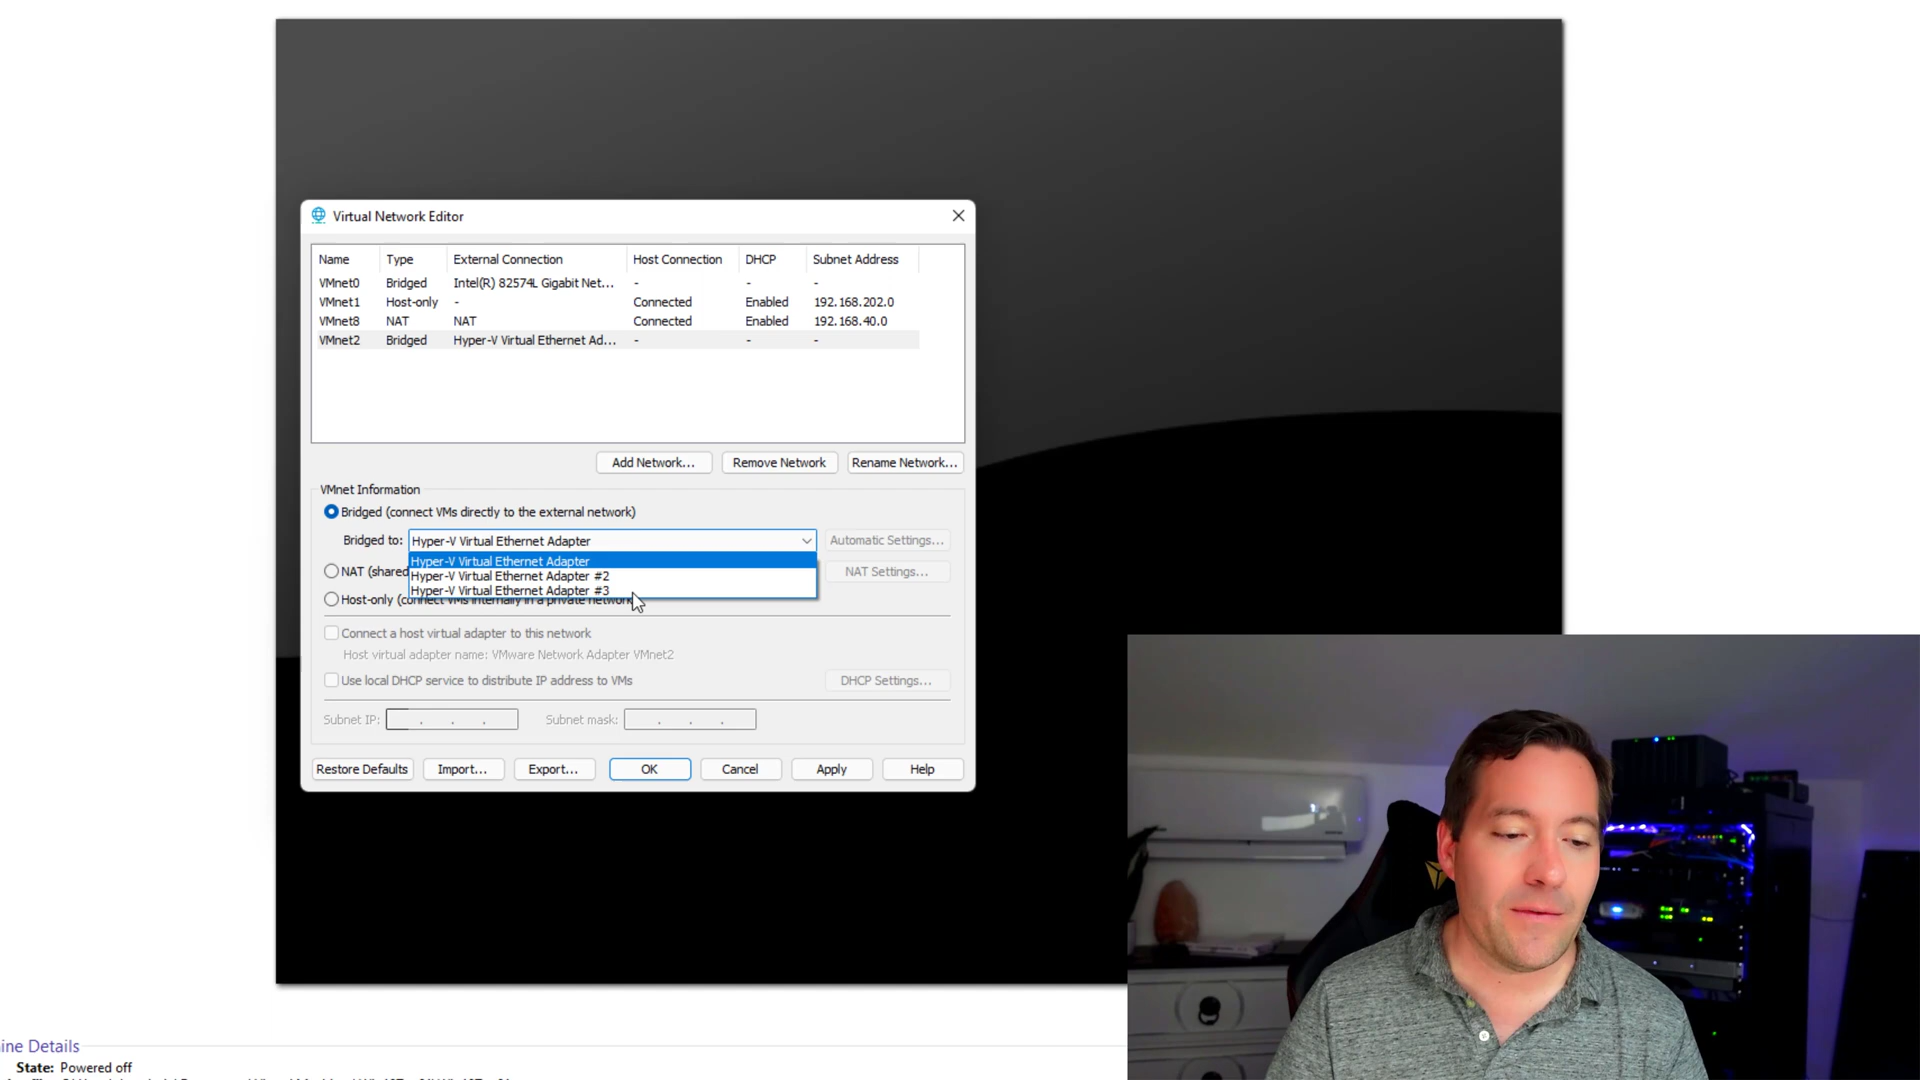 Virtual Network Editor
Name Type External Connection Host Connection DHCP Subnet Address
VMnet0 Bridged Intel(R) 82574L Gigabit Net... - - -
VMnet1 Host-only - Connected Enabled 192.168.202.0
VMnet8 NAT NAT Connected Enabled 192.168.40.0
VMnet2 Bridged Hyper-V Virtual Ethernet Ad... - - -
Add Network... Remove Network Rename Network...
VMnet Information
Bridged (connect VMs directly to the external network)
Bridged to: Hyper-V Virtual Ethernet Adapter Automatic Settings...
Hyper-V Virtual Ethernet Adapter
NAT (shared Hyper-V Virtual Ethernet Adapter #2 NAT Settings...
Hyper-V Virtual Ethernet Adapter #3
Host-only (connect VMs internally in a private network
Connect a host virtual adapter to this network
Host virtual adapter name: VMware Network Adapter VMnet2
Use local DHCP service to distribute IP address to VMs DHCP Settings...
Subnet IP: . . . Subnet mask: . . .
Restore Defaults Import... Export... OK Cancel Apply Help
ine Details
State: Powered off